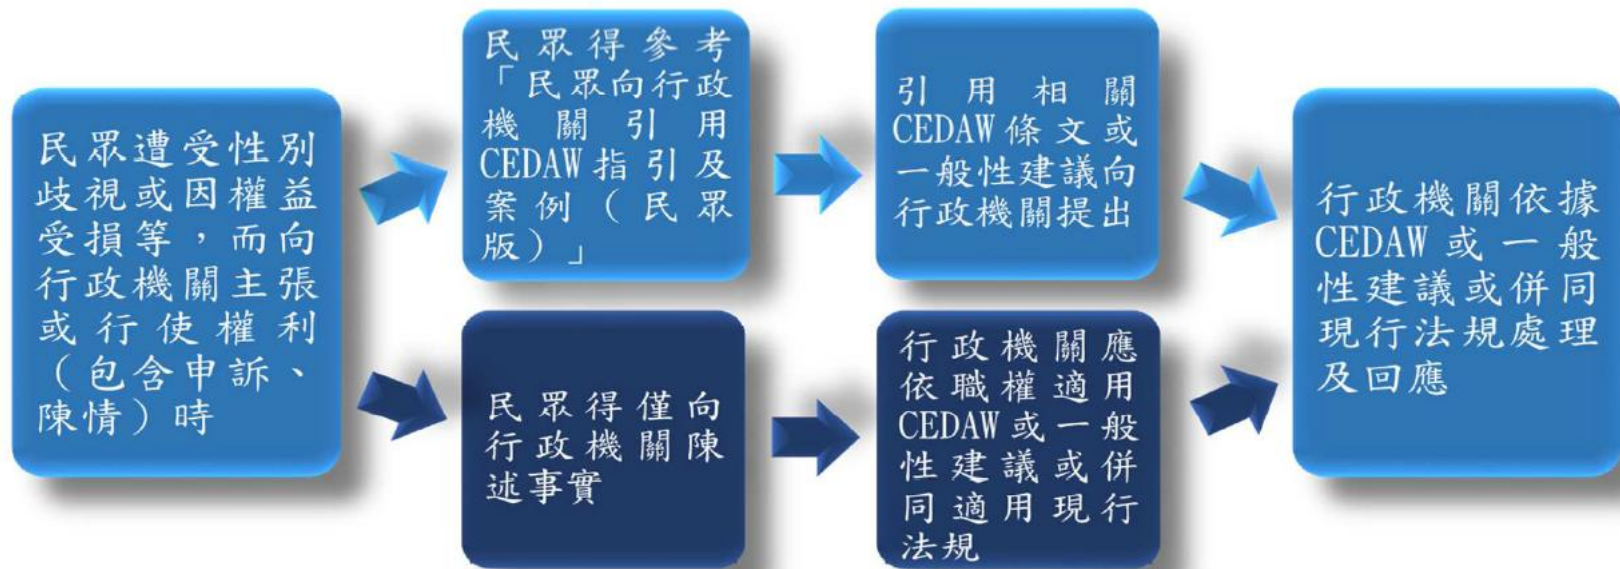 民眾遭受性別
歧視或因權益
受損等，而向
行政機關主張
或行使權利
（包含申訴、
陳情）時
民眾得參考
「民眾向行政
機關引用
CEDAW指引及
案例（民眾
版）」
引用相關
CEDAW條文或
一般性建議向
行政機關提出
民眾得僅向
行政機關陳
述事實
行政機關應
依職權適用
CEDAW或一般
性建議或併
同適用現行
法規
行政機關依據
CEDAW或一般
性建議或併同
現行法規處理
及回應